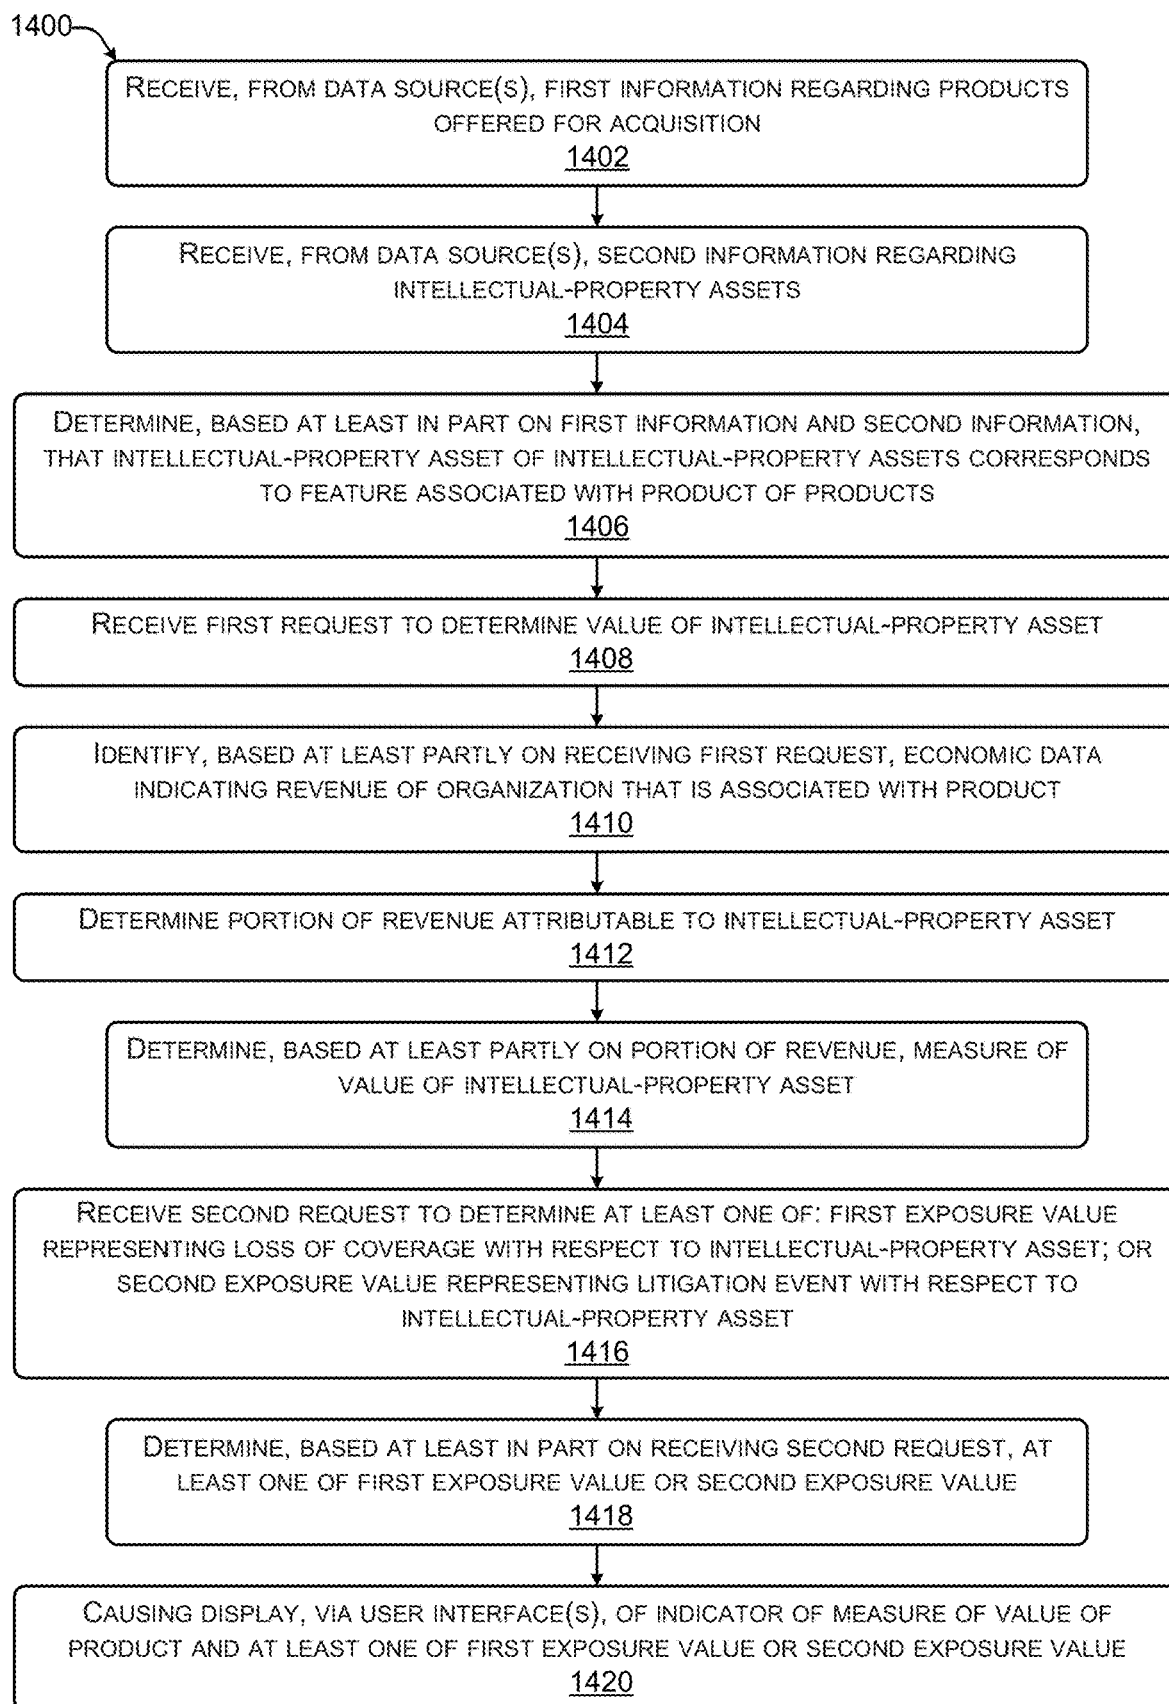 1400
RECEIVE, FROM DATA SOURCE(S), FIRST INFORMATION REGARDING PRODUCTS
OFFERED FOR ACQUISITION
1402
RECEIVE, FROM DATA SOURCE(S), SECOND INFORMATION REGARDING
INTELLECTUAL-PROPERTY ASSETS
1404
DETERMINE, BASED AT LEAST IN PART ON FIRST INFORMATION AND SECOND INFORMATION,
THAT INTELLECTUAL-PROPERTY ASSET OF INTELLECTUAL-PROPERTY ASSETS CORRESPONDS
TO FEATURE ASSOCIATED WITH PRODUCT OF PRODUCTS
1406
RECEIVE FIRST REQUEST TO DETERMINE VALUE OF INTELLECTUAL-PROPERTY ASSET
1408
IDENTIFY, BASED AT LEAST PARTLY ON RECEIVING FIRST REQUEST, ECONOMIC DATA
INDICATING REVENUE OF ORGANIZATION THAT IS ASSOCIATED WITH PRODUCT
1410
DETERMINE PORTION OF REVENUE ATTRIBUTABLE TO INTELLECTUAL-PROPERTY ASSET
1412
DETERMINE, BASED AT LEAST PARTLY ON PORTION OF REVENUE, MEASURE OF
VALUE OF INTELLECTUAL-PROPERTY ASSET
1414
RECEIVE SECOND REQUEST TO DETERMINE AT LEAST ONE OF: FIRST EXPOSURE VALUE
REPRESENTING LOSS OF COVERAGE WITH RESPECT TO INTELLECTUAL-PROPERTY ASSET; OR
SECOND EXPOSURE VALUE REPRESENTING LITIGATION EVENT WITH RESPECT TO
INTELLECTUAL-PROPERTY ASSET
1416
DETERMINE, BASED AT LEAST IN PART ON RECEIVING SECOND REQUEST, AT
LEAST ONE OF FIRST EXPOSURE VALUE OR SECOND EXPOSURE VALUE
1418
CAUSING DISPLAY, VIA USER INTERFACE(S), OF INDICATOR OF MEASURE OF VALUE OF
PRODUCT AND AT LEAST ONE OF FIRST EXPOSURE VALUE OR SECOND EXPOSURE VALUE
1420